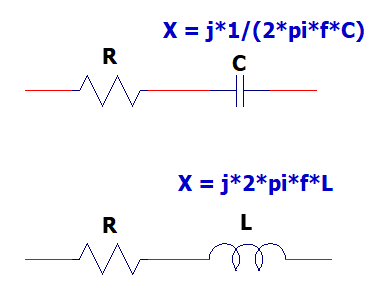 X = j*1/(2*pi*f*C)
R
C
X = j*2*pi*f*L
R
L